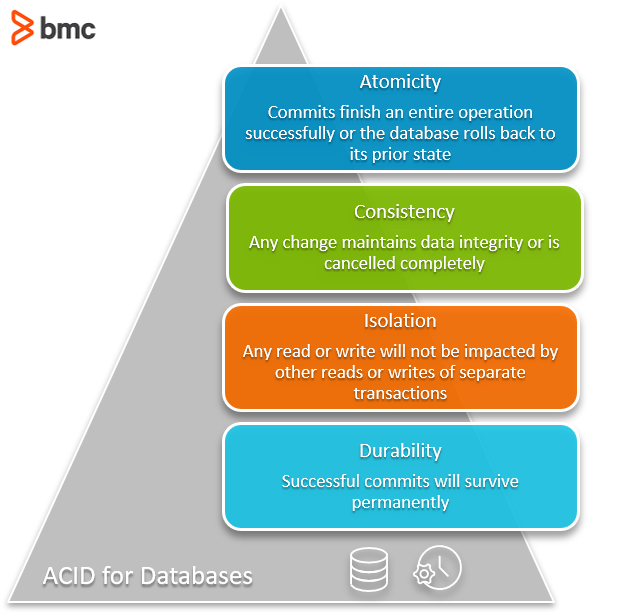 bmc
Atomicity
Commits finish an entire operation
successfully or the database rolls back to
its prior state
Consistency
Any change maintains data integrity or is
cancelled completely
Isolation
Any read or write will not be impacted by
other reads or writes of separate
transactions
Durability
Successful commits will survive
permanently
ACID for Databases